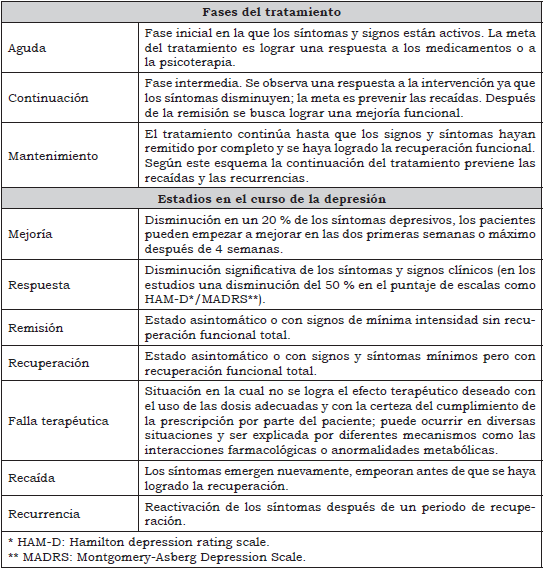 Fases del tratamiento
Aguda
Fase inicial en la que los síntomas y signos están activos. La meta
del tratamiento es lograr una respuesta a los medicamentos o a
la psicoterapia.
Continuación
Fase intermedia. Se observa una respuesta a la intervención ya que
los síntomas disminuyen; la meta es prevenir las recaídas. Después
de la remisión se busca lograr una mejoría funcional.
Mantenimiento
El tratamiento continúa hasta que los signos y síntomas hayan
remitido por completo y se haya logrado la recuperación funcional.
Según este esquema la continuación del tratamiento previene las
recaídas y las recurrencias.
Estadios en el curso de la depresión
Mejoría
Disminución en un 20 % de los síntomas depresivos, los pacientes
pueden empezar a mejorar en las dos primeras semanas o máximo
después de 4 semanas.
Respuesta
Disminución significativa de los síntomas y signos clínicos (en los
estudios una disminución del 50 % en el puntaje de escalas como
HAM-D*/MADRS**).
Remisión
Estado asintomático o con signos de mínima intensidad sin recu-
peración funcional total.
Recuperación
Estado asintomático o con signos y síntomas mínimos pero con
recuperación funcional total.
Falla terapéutica
Situación en la cual no se logra el efecto terapéutico deseado con
el uso de las dosis adecuadas y con la certeza del cumplimiento de
la prescripción por parte del paciente; puede ocurrir en diversas
situaciones y ser explicada por diferentes mecanismos como las
interacciones farmacológicas o anormalidades metabólicas.
Recaída
Los síntomas emergen nuevamente, empeoran antes de que se haya
logrado la recuperación.
Recurrencia
Reactivación de los síntomas después de un periodo de recupe-
ración.
* HAM-D: Hamilton depression rating scale.
** MADRS: Montgomery-Asberg Depression Scale.